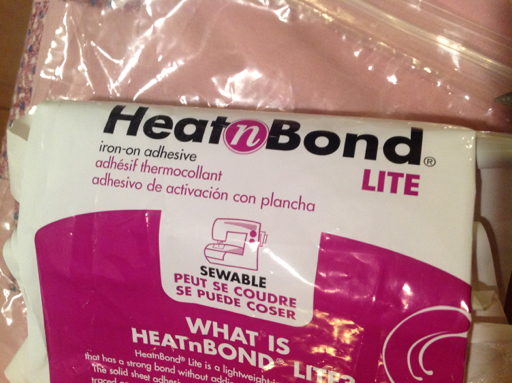 HeatnBond®
LITE
iron-on adhesive
adhésif thermocollant
adhesivo de activación con plancha
SEWABLE
PEUT SE COUDRE
SE PUEDE COSER
WHAT IS
HEATnBOND® LITE?
HeatnBond® Lite is a lightweight
that has a strong bond without
The solid sheet
traced